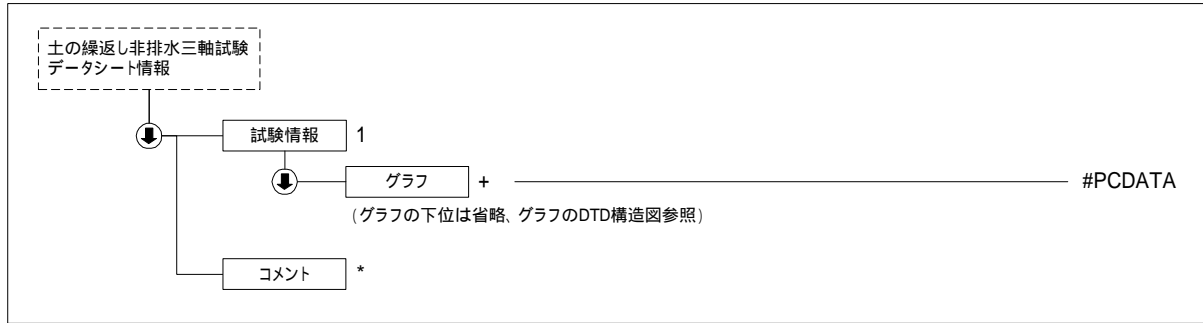 土の繰返し非排水三軸試験
データシート情報
試験情報 1
グラフ + #PCDATA
(グラフの下位は省略、グラフのDTD構造図参照)
コメント *